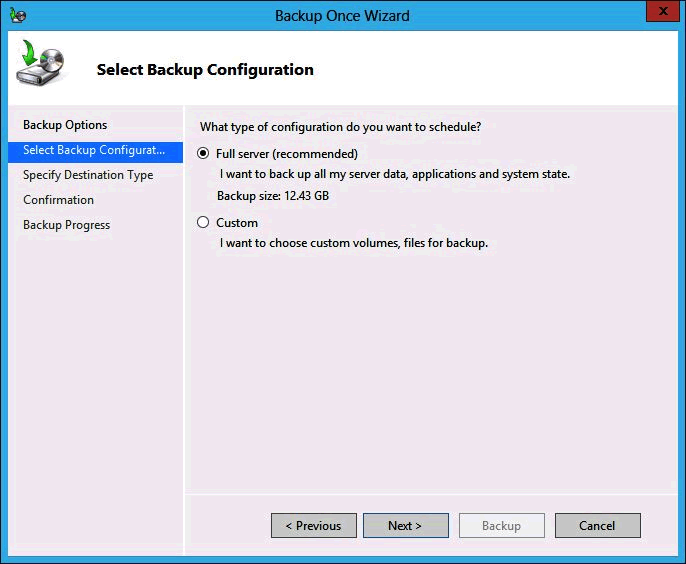 Backup Once Wizard
x
Select Backup Configuration
Backup Options
Select Backup Configurat...
Specify Destination Type
Confirmation
Backup Progress
What type of configuration do you want to schedule?
Full server (recommended)
I want to back up all my server data, applications and system state.
Backup size: 12.43 GB
Custom
I want to choose custom volumes, files for backup.
< Previous
Next >
Backup
Cancel